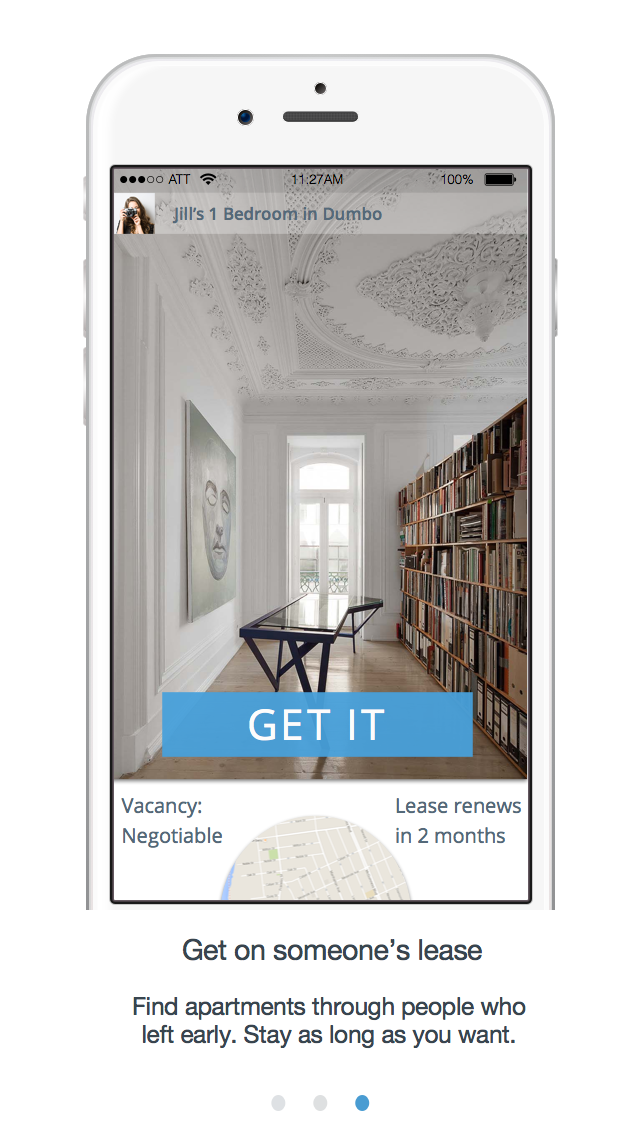 ATT 11:27AM 100%
Jill's 1 Bedroom in Dumbo
GET IT
Vacancy:
Negotiable
Lease renews
in 2 months
Get on someone's lease
Find apartments through people who
left early. Stay as long as you want.